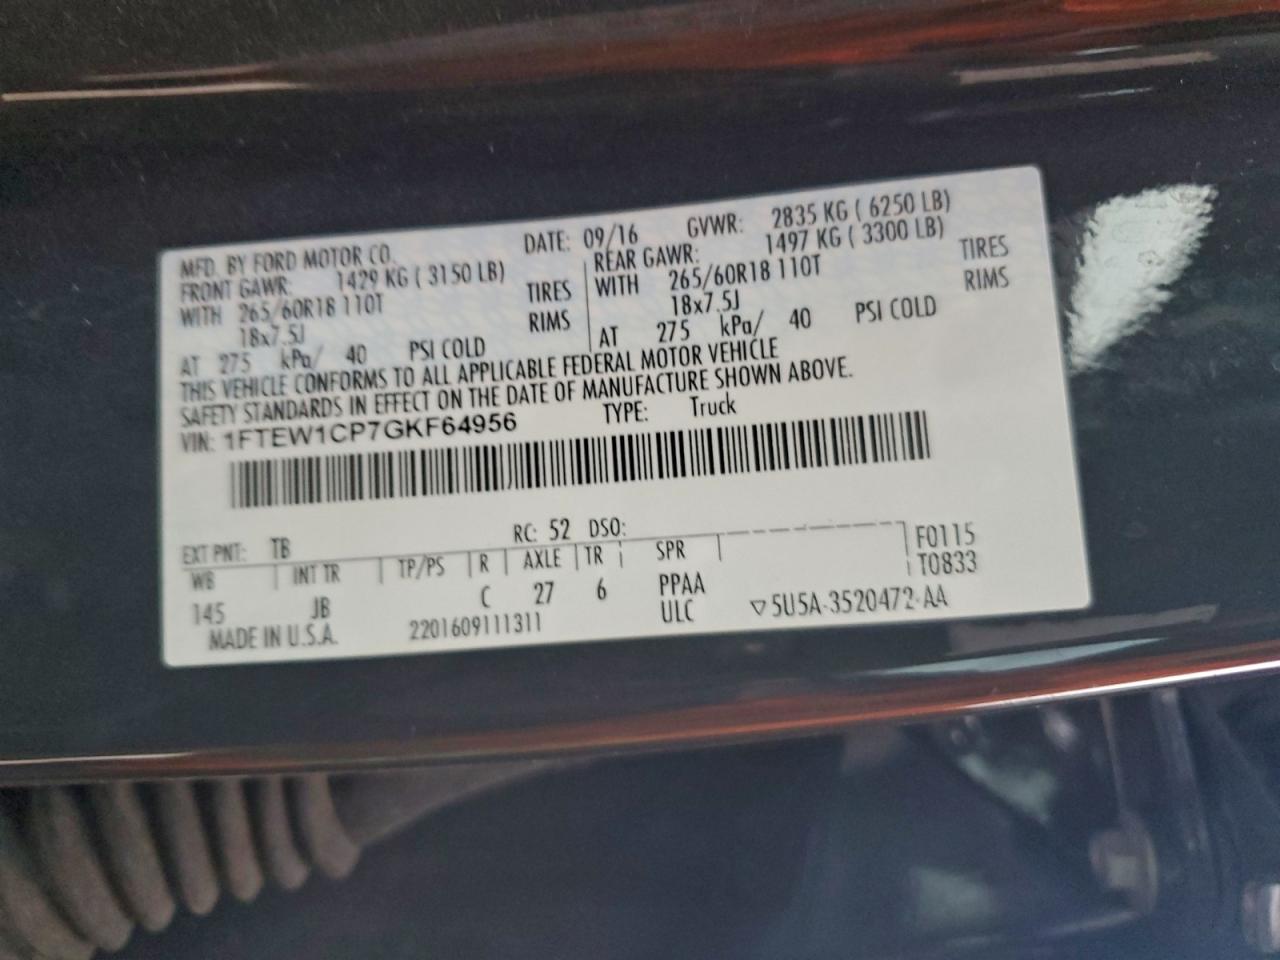 MFD. BY FORD MOTOR CO. DATE: 09/16 GVWR: 2835 KG ( 6250 LB)
FRONT GAWR: 1429 KG ( 3150 LB) REAR GAWR: 1497 KG ( 3300 LB)
WITH 265/60R18 110T TIRES WITH 265/60R18 110T TIRES
18x7.5J RIMS 18x7.5J RIMS
AT 275 kPa/ 40 PSI COLD AT 275 kPa/ 40 PSI COLD
THIS VEHICLE CONFORMS TO ALL APPLICABLE FEDERAL MOTOR VEHICLE
SAFETY STANDARDS IN EFFECT ON THE DATE OF MANUFACTURE SHOWN ABOVE.
VIN: 1FTEW1CP7GKF64956 TYPE: Truck
EXT PNT: TB RC: 52 DSO:
WB INT TR TP/PS R AXLE TR SPR F0115
145 JB C 27 6 PPAA T0833
MADE IN U.S.A. 2201609111311 ULC ▽5U5A-3520472-AA